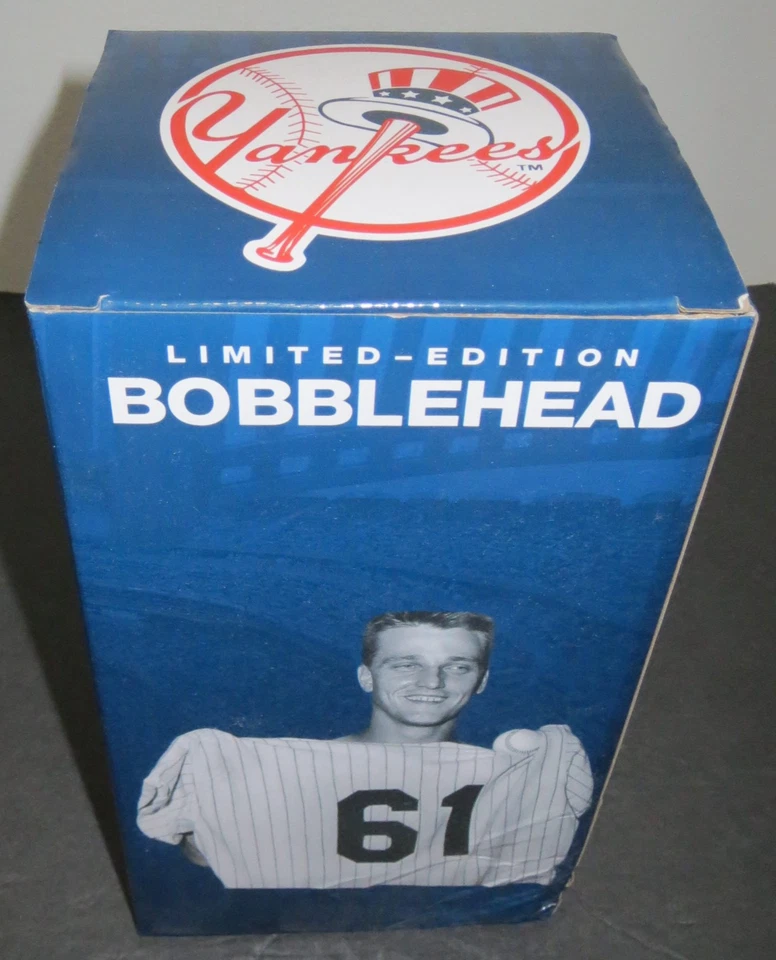 Yankees
TM
LIMITED-EDITION
BOBBLEHEAD
61